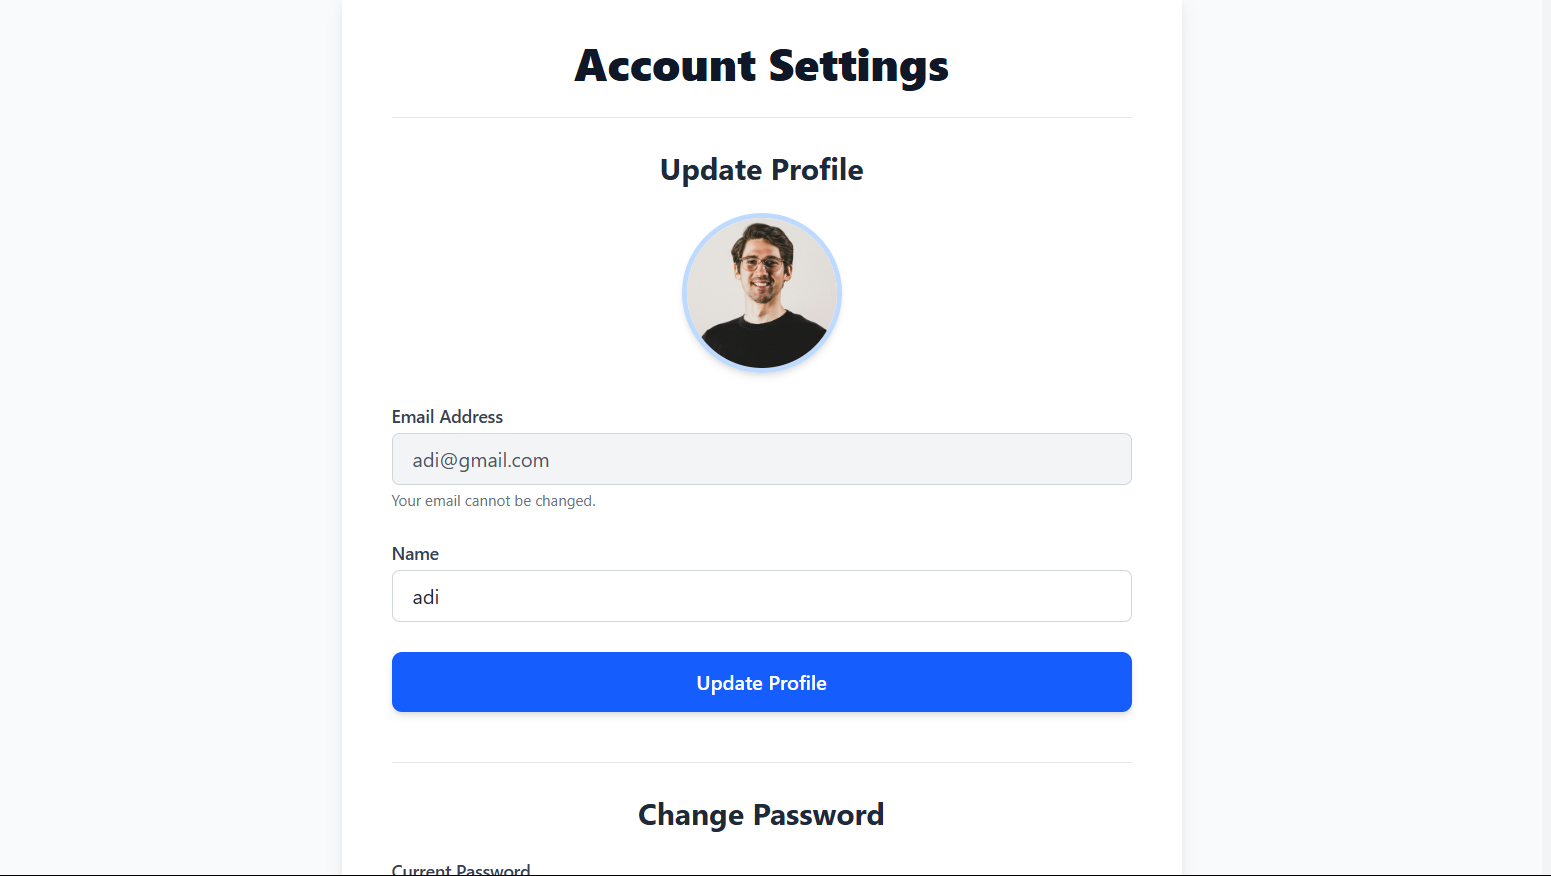 Account Settings
Update Profile
Email Address
adi@gmail.com
Your email cannot be changed.
Name
adi
Update Profile
Change Password
Current Password